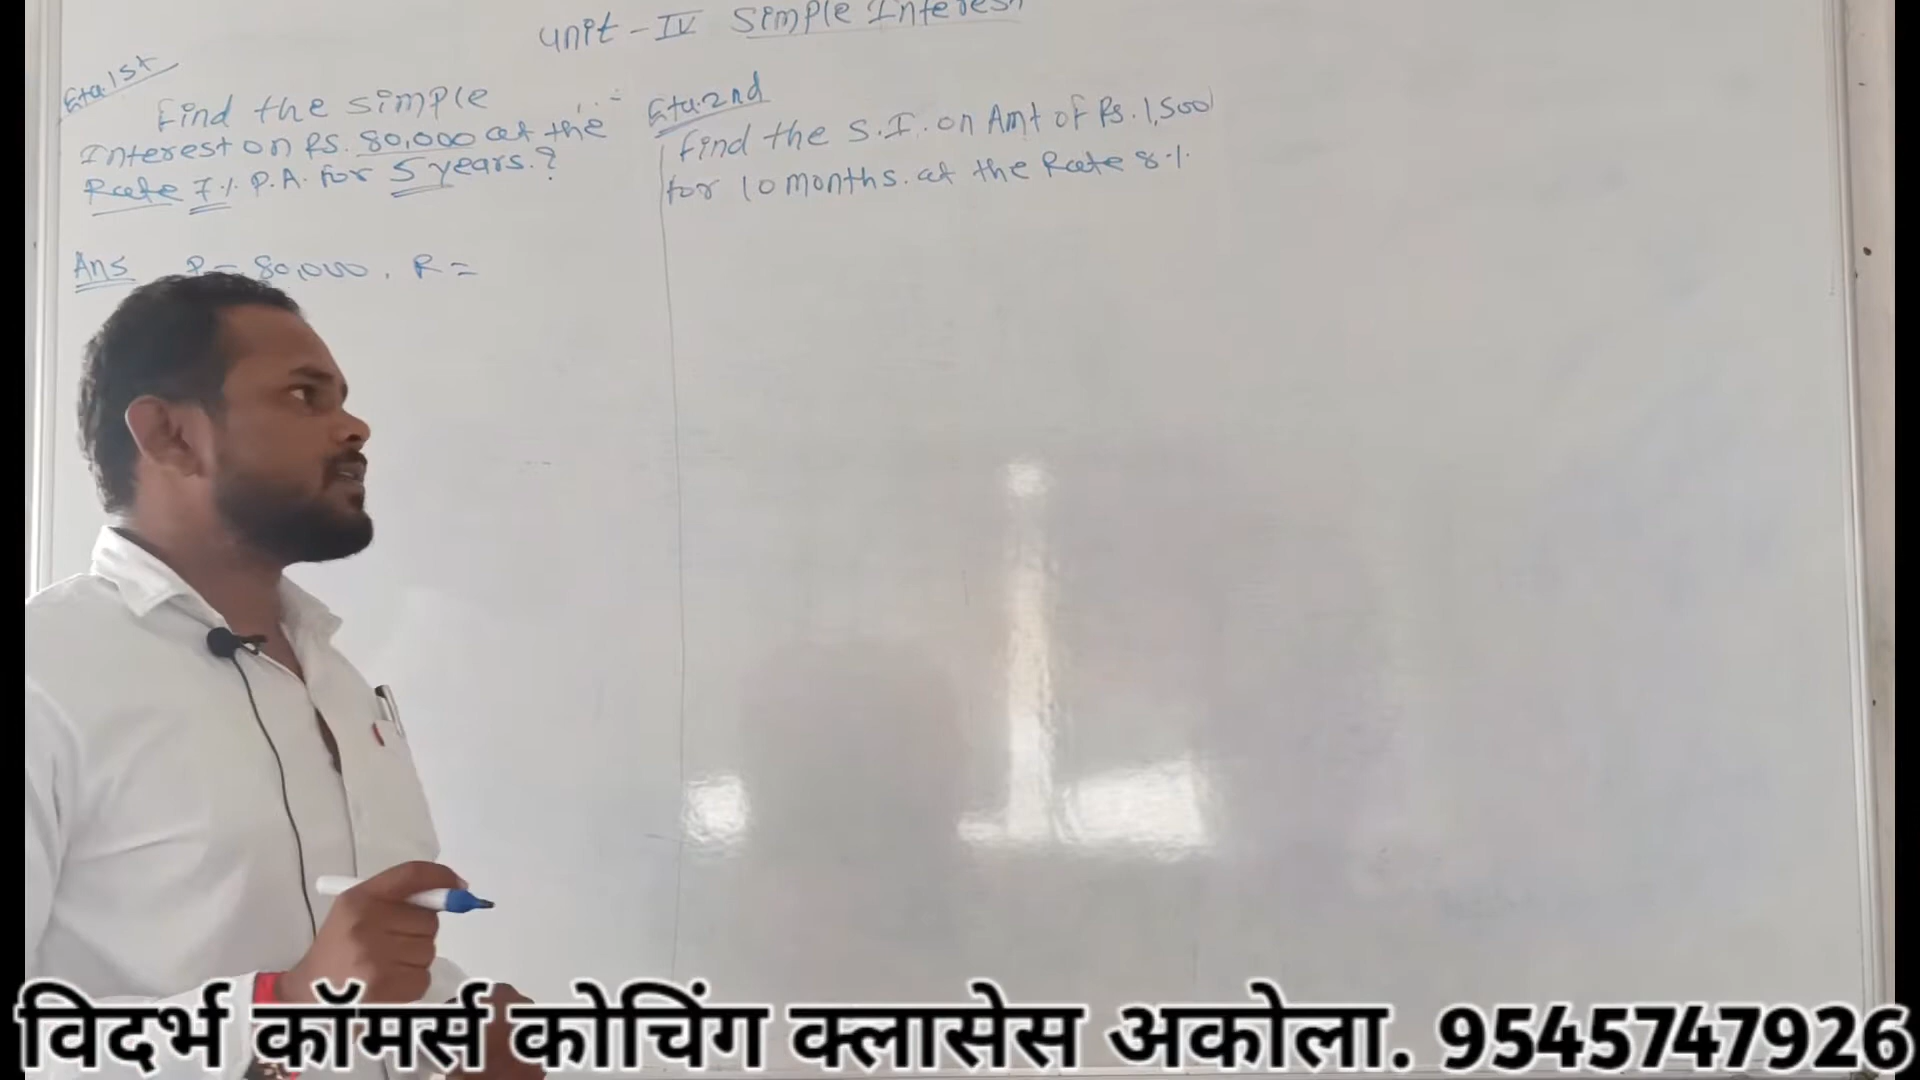 Unit - IV Simple Interest
Eta.1st
Find the simple
Interest on Rs. 80,000 at the
Rate 7% P.A. for 5 years.?
Ans P = 80,000, R =
Eta.2nd
Find the S.I. on Amt of Rs. 1,500
for 10 months. at the Rate 8%
विदर्भ कॉमर्स कोचिंग क्लासेस अकोला. 9545747926